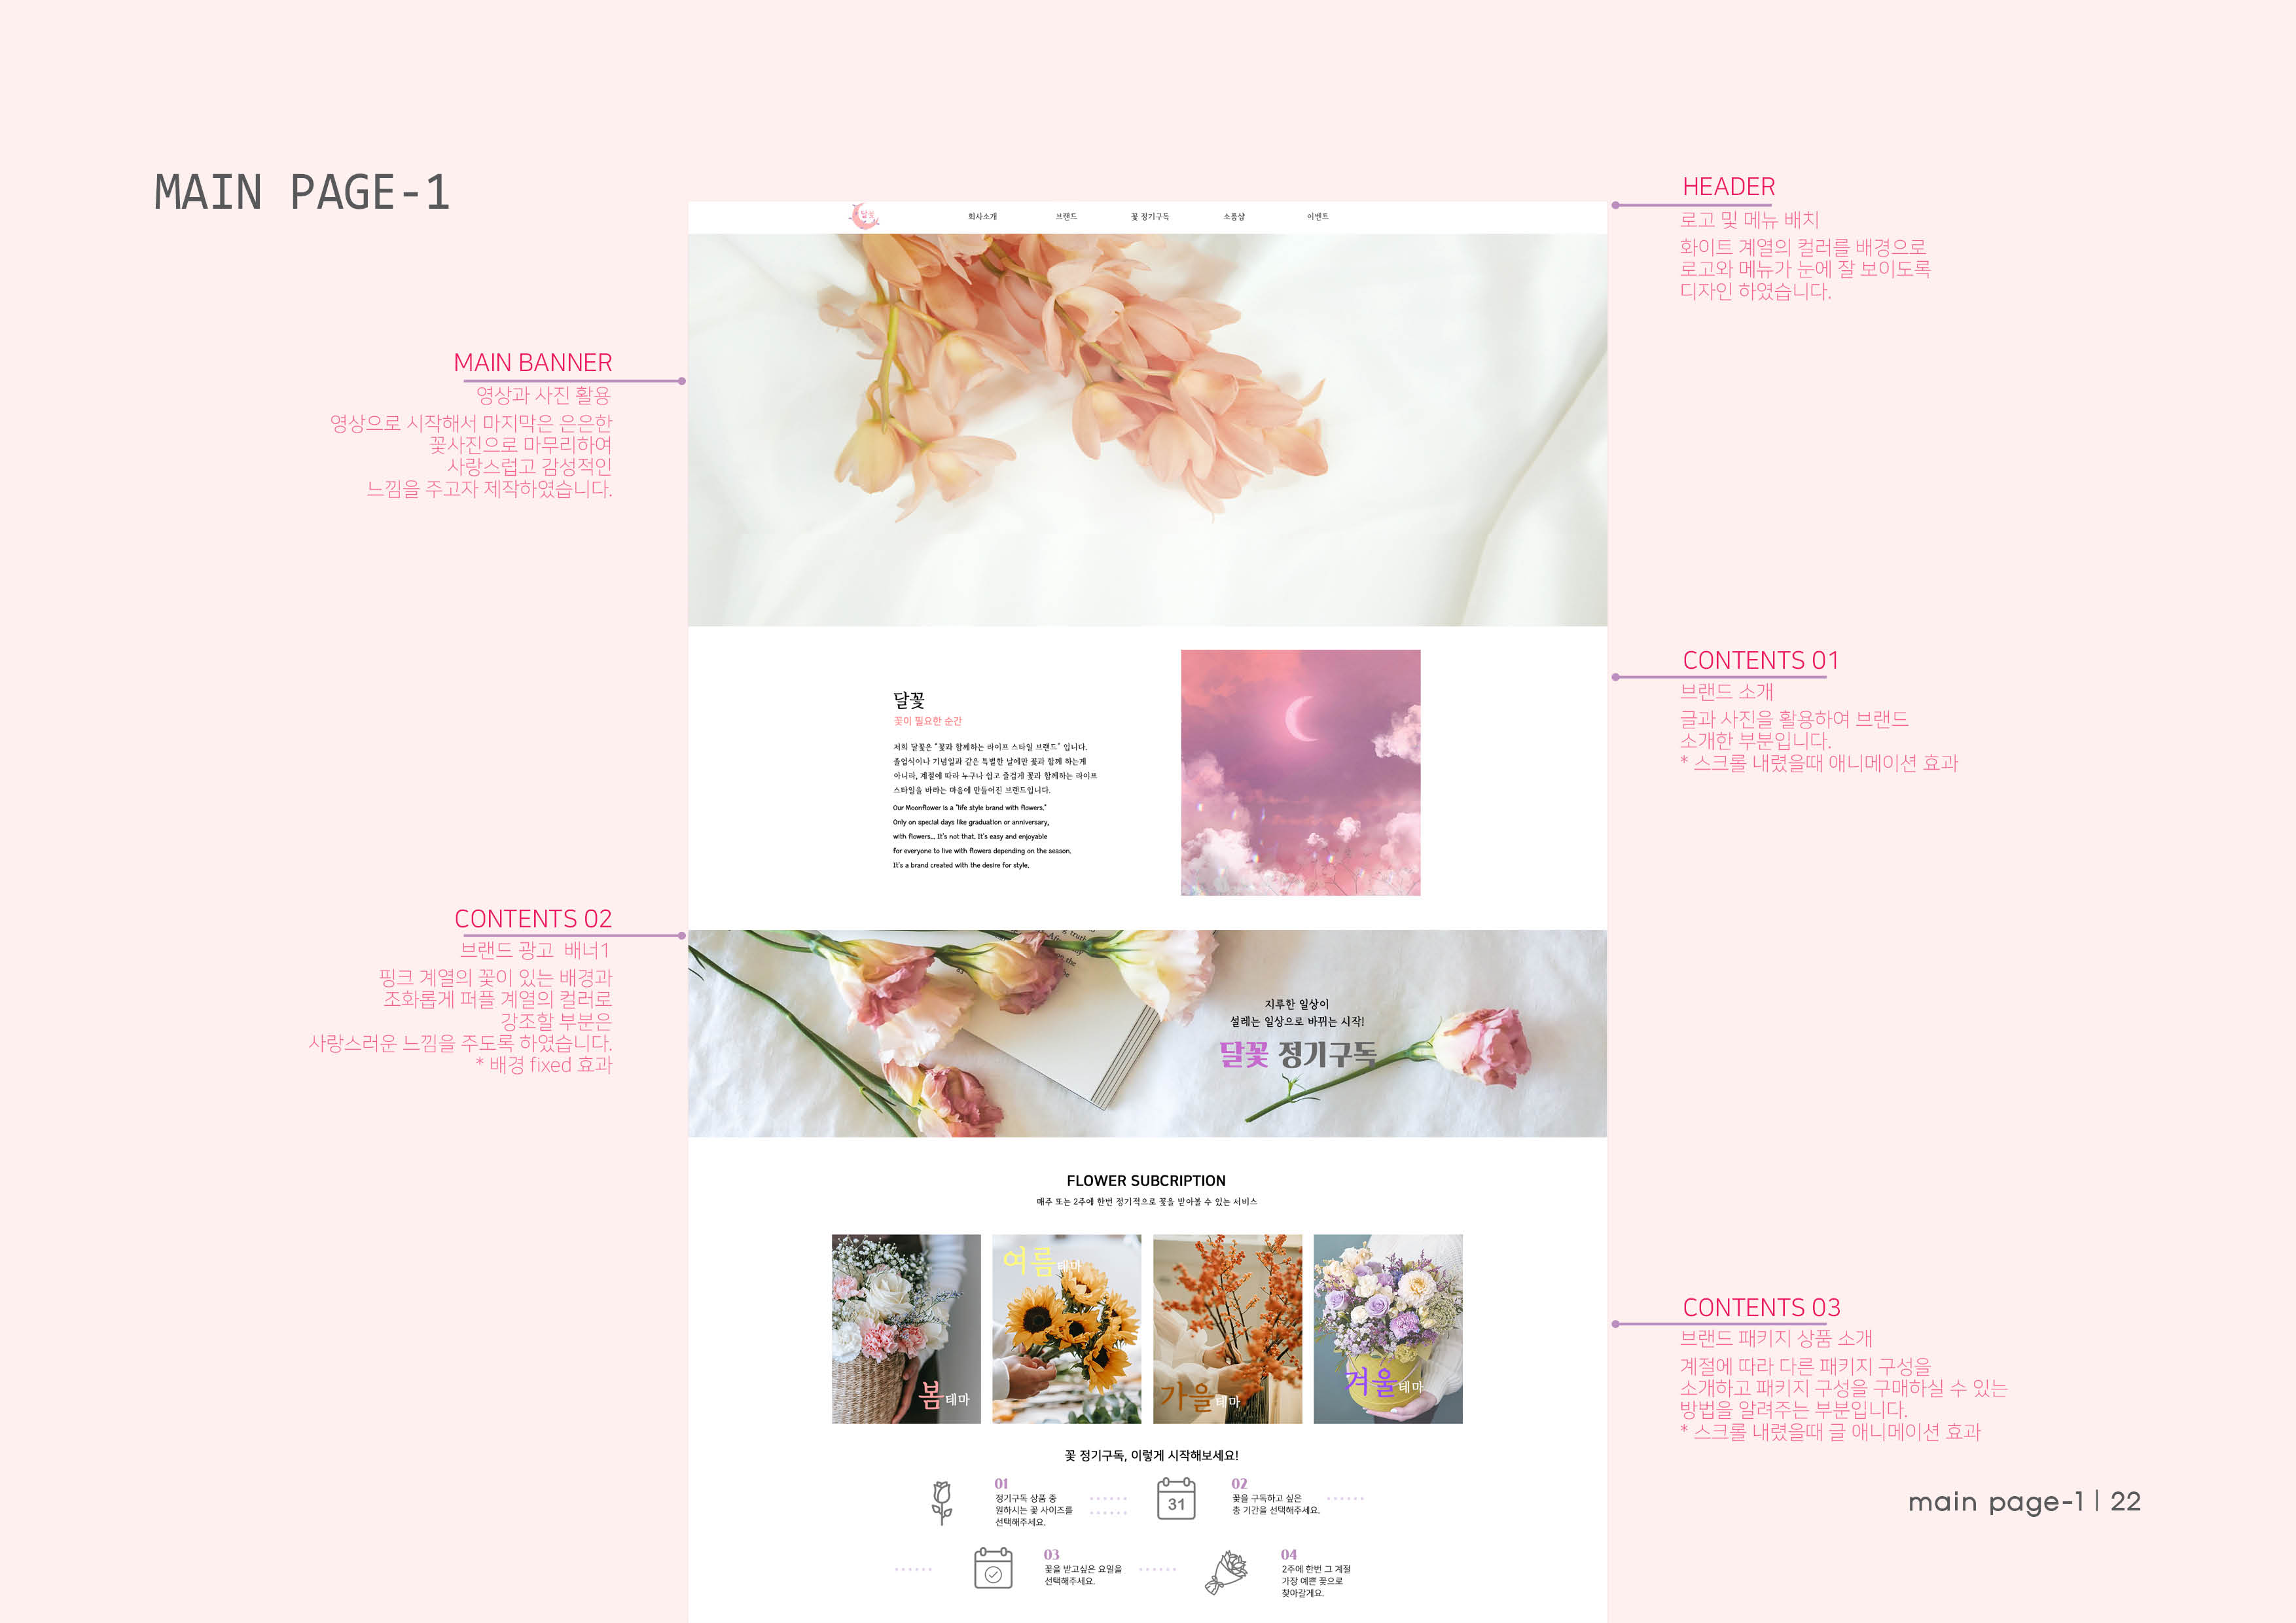 MAIN PAGE-1
HEADER
로고 및 메뉴 배치
화이트 계열의 컬러를 배경으로
로고와 메뉴가 눈에 잘 보이도록
디자인 하였습니다.
달꽃
회사소개
브랜드
꽃 정기구독
소품샵
이벤트
MAIN BANNER
영상과 사진 활용
영상으로 시작해서 마지막은 은은한
꽃사진으로 마무리하여
사랑스럽고 감성적인
느낌을 주고자 제작하였습니다.
CONTENTS 01
브랜드 소개
글과 사진을 활용하여 브랜드
소개한 부분입니다.
* 스크롤 내렸을때 애니메이션 효과
달꽃
꽃이 필요한 순간
저희 달꽃은 "꽃과 함께하는 라이프 스타일 브랜드" 입니다.
졸업식이나 기념일과 같은 특별한 날에만 꽃과 함께 하는게
아니라, 계절에 따라 누구나 쉽고 즐겁게 꽃과 함께하는 라이프
스타일을 바라는 마음에 만들어진 브랜드입니다.
Our Moonflower is a "life style brand with flowers."
Only on special days like graduation or anniversary,
with flowers... It's not that. It's easy and enjoyable
for everyone to live with flowers depending on the season.
It's a brand created with the desire for style.
CONTENTS 02
브랜드 광고 배너1
핑크 계열의 꽃이 있는 배경과
조화롭게 퍼플 계열의 컬러로
강조할 부분은
사랑스러운 느낌을 주도록 하였습니다.
* 배경 fixed 효과
지루한 일상이
설레는 일상으로 바뀌는 시작!
달꽃 정기구독
FLOWER SUBCRIPTION
매주 또는 2주에 한번 정기적으로 꽃을 받아볼 수 있는 서비스
봄테마
여름테마
가을테마
겨울테마
CONTENTS 03
브랜드 패키지 상품 소개
계절에 따라 다른 패키지 구성을
소개하고 패키지 구성을 구매하실 수 있는
방법을 알려주는 부분입니다.
* 스크롤 내렸을때 글 애니메이션 효과
꽃 정기구독, 이렇게 시작해보세요!
01
정기구독 상품 중
원하시는 꽃 사이즈를
선택해주세요.
31
02
꽃을 구독하고 싶은
총 기간을 선택해주세요.
03
꽃을 받고싶은 요일을
선택해주세요.
04
2주에 한번 그 계절
가장 예쁜 꽃으로
찾아갈게요.
main page-1 | 22